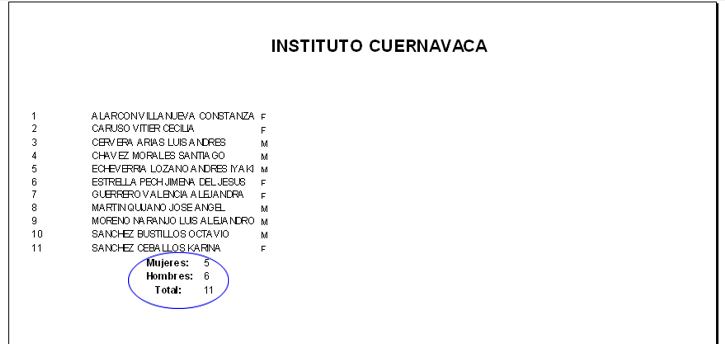 INSTITUTO CUERNAVACA
1 ALARCON VILLANUEVA CONSTANZA F
2 CARUSO VITIER CECILIA F
3 CERVERA ARIAS LUIS ANDRES M
4 CHAVEZ MORALES SANTIAGO M
5 ECHEVERRIA LOZANO ANDRES IYAKI M
6 ESTRELLA PECH JIMENA DEL JESUS F
7 GUERRERO VALENCIA ALEJANDRA F
8 MARTIN QUIJANO JOSE ANGEL M
9 MORENO NARANJO LUIS ALEJANDRO M
10 SANCHEZ BUSTILLOS OCTAVIO M
11 SANCHEZ CEBALLOS KARINA F
Mujeres: 5
Hombres: 6
Total: 11